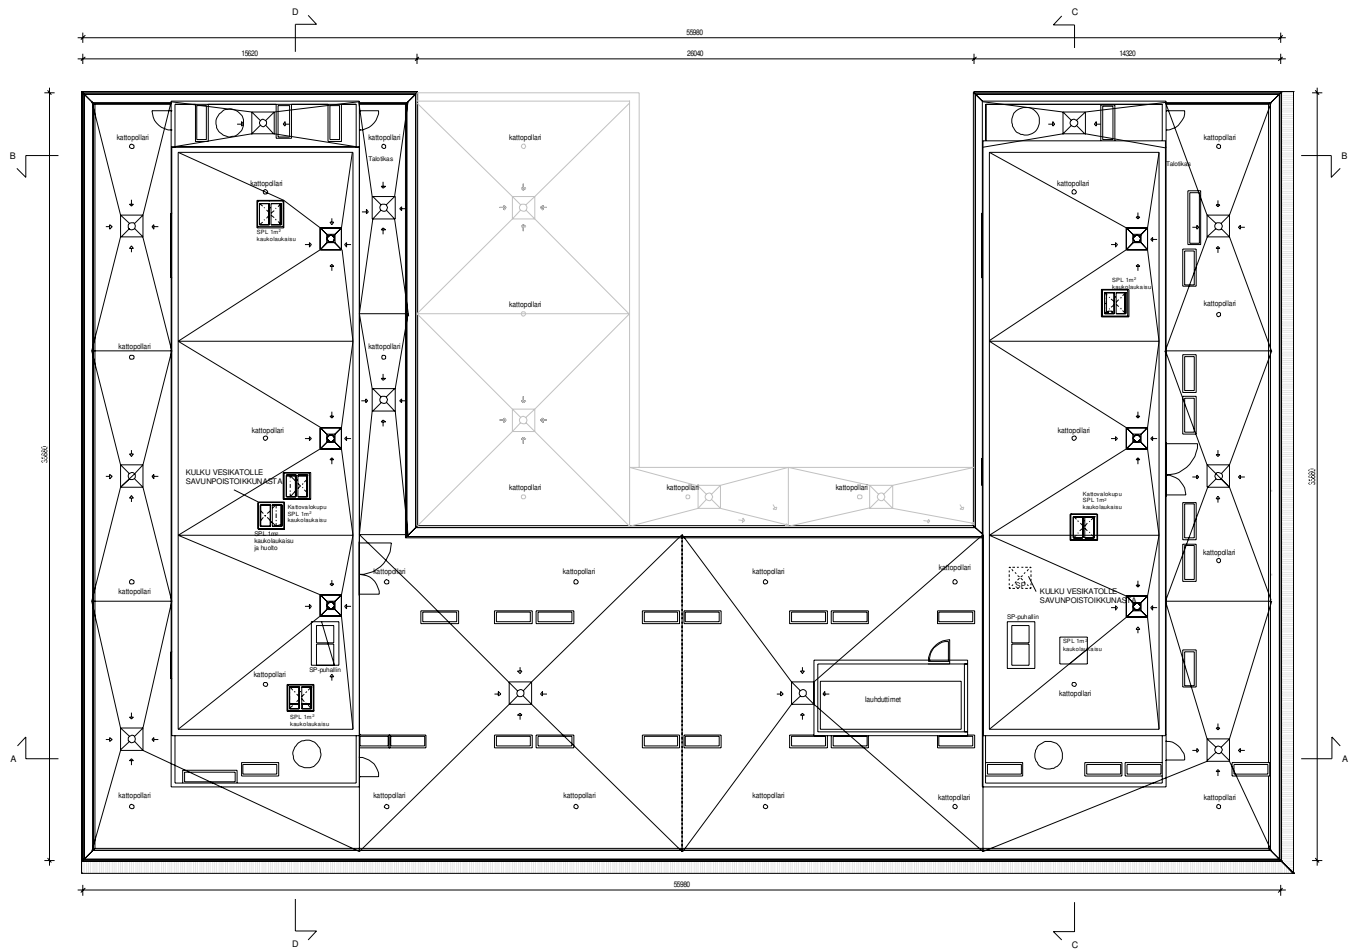 D
C
55980
15620
26040
14320
kattopollari
kattopollari
kattopollari
kattopollari
B
Talotikas
Talotikas
B
kattopollari
kattopollari
SPL 1m²
kaukolaukaisu
SPL 1m²
kaukolaukaisu
kattopollari
kattopollari
kattopollari
kattopollari
kattopollari
kattopollari
kattopollari
KULKU VESIKATOLLE
SAVUNPOISTOIKKUNASTA
kattopollari
kattopollari
kattopollari
Kattovalokupu
SPL 1m²
kaukolaukaisu
Kattovalokupu
SPL 1m²
kaukolaukaisu
SPL 1m²
kaukolaukaisu
ja huolto
kattopollari
kattopollari
kattopollari
kattopollari
kattopollari
kattopollari
SP
KULKU VESIKATOLLE
SAVUNPOISTOIKKUNASTA
SP-puhallin
SPL 1m²
kaukolaukaisu
SP-puhallin
kattopollari
kattopollari
lauhduttimet
SPL 1m²
kaukolaukaisu
A
A
kattopollari
kattopollari
kattopollari
kattopollari
kattopollari
kattopollari
55980
D
C